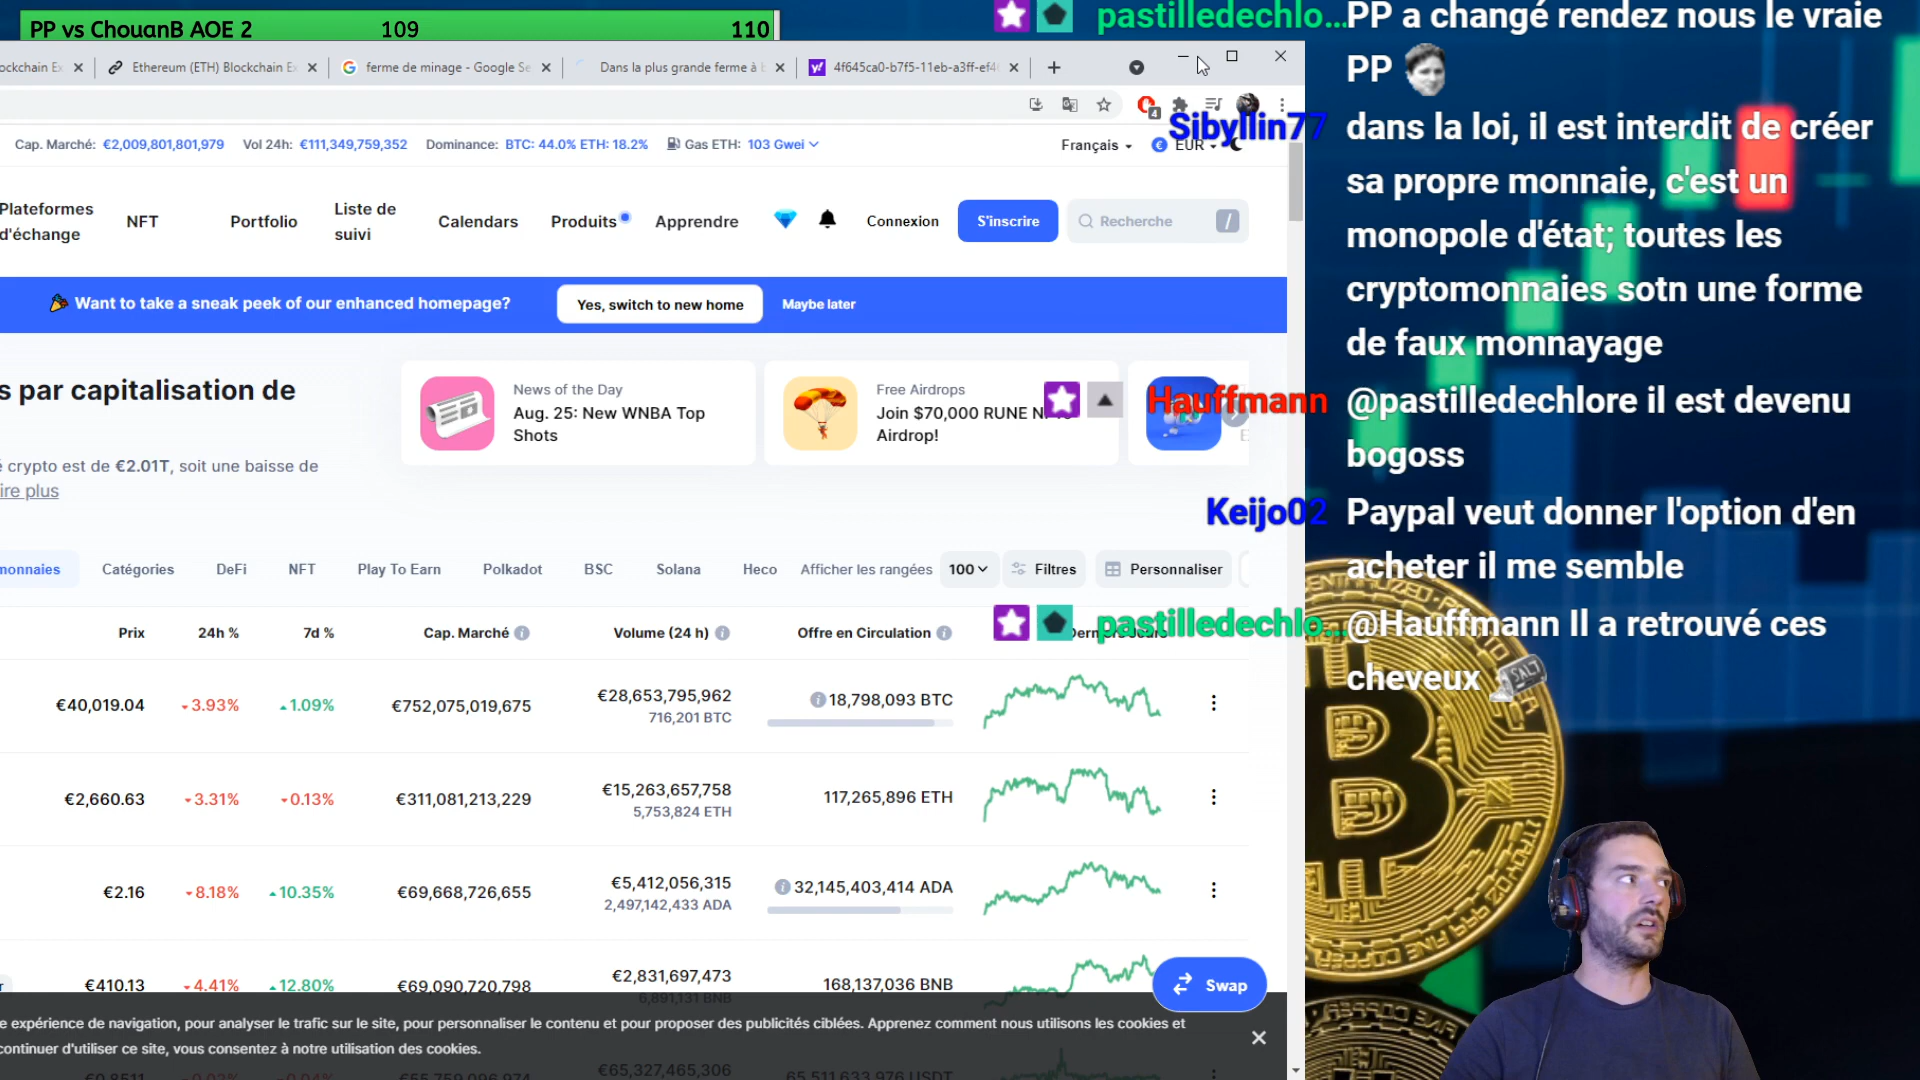 PP vs ChouanB AOE 2 109 110
ockchain Ex
Ethereum (ETH) Blockchain Ex
ferme de minage - Google Se
Dans la plus grande ferme à b
4f645ca0-b7f5-11eb-a3ff-ef4
Cap. Marché: €2,009,801,801,979 Vol 24h: €111,349,759,352 Dominance: BTC: 44.0% ETH: 18.2% Gas ETH: 103 Gwei
Français EUR
Plateformes
d'échange
NFT
Portfolio
Liste de
suivi
Calendars
Produits
Apprendre
Connexion
S'inscrire
Recherche /
Want to take a sneak peek of our enhanced homepage? Yes, switch to new home Maybe later
s par capitalisation de
é crypto est de €2.01T, soit une baisse de
ire plus
News of the Day
Aug. 25: New WNBA Top
Shots
Free Airdrops
Join $70,000 RUNE
Airdrop!
monnaies Catégories DeFi NFT Play To Earn Polkadot BSC Solana Heco Afficher les rangées 100 Filtres Personnaliser
Prix 24h % 7d % Cap. Marché Volume (24 h) Offre en Circulation
€40,019.04 3.93% 1.09% €752,075,019,675 €28,653,795,962 18,798,093 BTC
716,201 BTC
€2,660.63 3.31% 0.13% €311,081,213,229 €15,263,657,758 117,265,896 ETH
5,753,824 ETH
€2.16 8.18% 10.35% €69,668,726,655 €5,412,056,315 32,145,403,414 ADA
2,497,142,433 ADA
€410.13 4.41% 12.80% €69,090,720,798 €2,831,697,473 168,137,036 BNB
6,891,131 BNB
Swap
e expérience de navigation, pour analyser le trafic sur le site, pour personnaliser le contenu et pour proposer des publicités ciblées. Apprenez comment nous utilisons les cookies et
continuer d'utiliser ce site, vous consentez à notre utilisation des cookies.
€65,327,465,306
pastilledechlo... PP a changé rendez nous le vraie
PP
Sibyllin77 dans la loi, il est interdit de créer
sa propre monnaie, c'est un
monopole d'état; toutes les
cryptomonnaies sotn une forme
de faux monnayage
Hauffmann @pastilledechlore il est devenu
bogoss
Keijo02 Paypal veut donner l'option d'en
acheter il me semble
pastilledechlo... @Hauffmann Il a retrouvé ces
cheveux
SALT